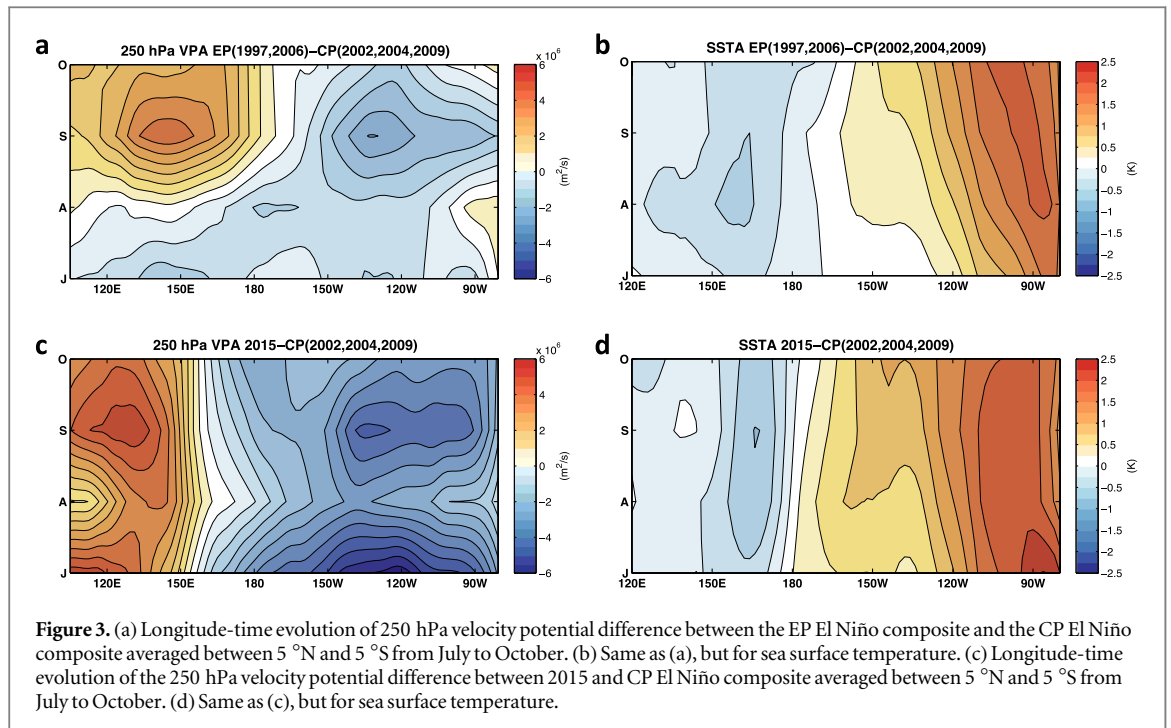 a
250 hPa VPA EP(1997,2006)−CP(2002,2004,2009)
x 10⁶
O
S
A
J
120E 150E 180 150W 120W 90W
6
4
2
0
−2
−4
−6
(m²/s)
b
SSTA EP(1997,2006)−CP(2002,2004,2009)
O
S
A
J
120E 150E 180 150W 120W 90W
2.5
2
1.5
1
0.5
0
−0.5
−1
−1.5
−2
−2.5
(K)
c
250 hPa VPA 2015−CP(2002,2004,2009)
x 10⁶
O
S
A
J
120E 150E 180 150W 120W 90W
6
4
2
0
−2
−4
−6
(m²/s)
d
SSTA 2015−CP(2002,2004,2009)
O
S
A
J
120E 150E 180 150W 120W 90W
2.5
2
1.5
1
0.5
0
−0.5
−1
−1.5
−2
−2.5
(K)
Figure 3. (a) Longitude-time evolution of 250 hPa velocity potential difference between the EP El Niño composite and the CP El Niño
composite averaged between 5 °N and 5 °S from July to October. (b) Same as (a), but for sea surface temperature. (c) Longitude-time
evolution of the 250 hPa velocity potential difference between 2015 and CP El Niño composite averaged between 5 °N and 5 °S from
July to October. (d) Same as (c), but for sea surface temperature.